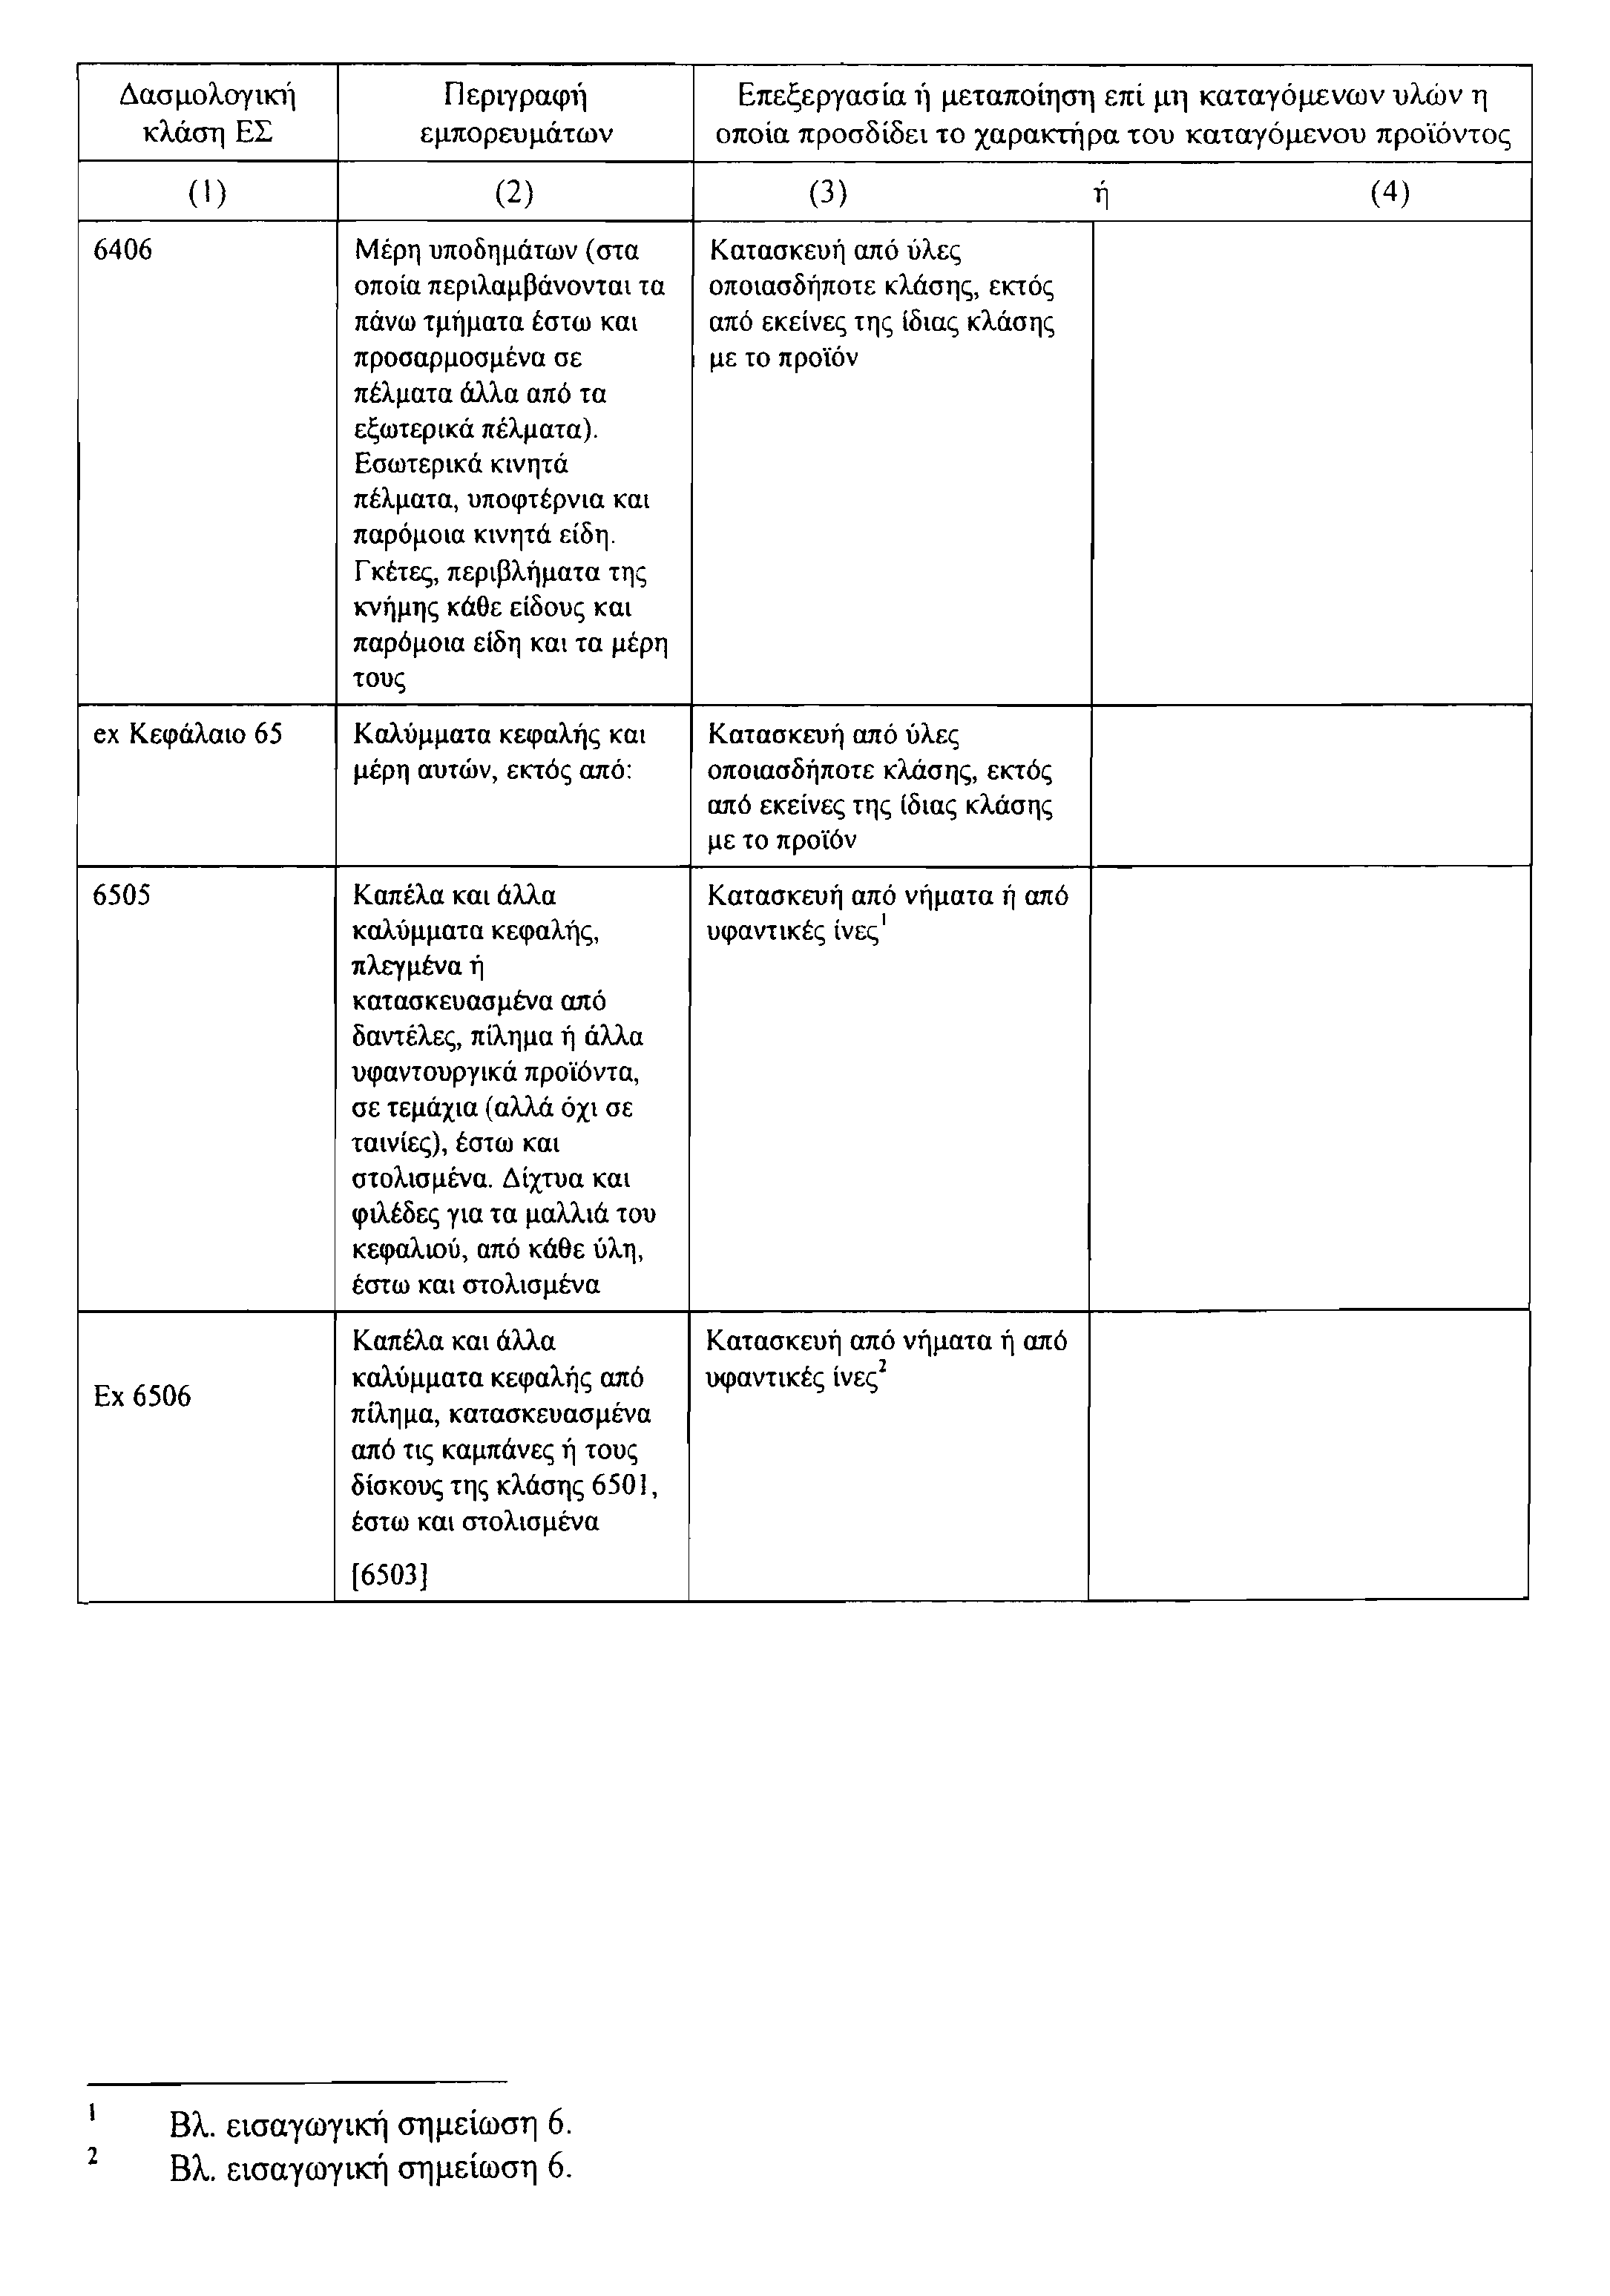 Δασμολογική
κλάση ΕΣ
Περιγραφή
εμπορευμάτων
Επεξεργασία ή μεταποίηση επί μη καταγόμενων υλών η
οποία προσδίδει το χαρακτήρα του καταγόμενου προϊόντος
(1)
(2)
(3) ή (4)
6406
Μέρη υποδημάτων (στα
οποία περιλαμβάνονται τα
πάνω τμήματα έστω και
προσαρμοσμένα σε
πέλματα άλλα από τα
εξωτερικά πέλματα).
Εσωτερικά κινητά
πέλματα, υποφτέρνια και
παρόμοια κινητά είδη.
Γκέτες, περιβλήματα της
κνήμης κάθε είδους και
παρόμοια είδη και τα μέρη
τους
Κατασκευή από ύλες
οποιασδήποτε κλάσης, εκτός
από εκείνες της ίδιας κλάσης
με το προϊόν
ex Κεφάλαιο 65
Καλύμματα κεφαλής και
μέρη αυτών, εκτός από:
Κατασκευή από ύλες
οποιασδήποτε κλάσης, εκτός
από εκείνες της ίδιας κλάσης
με το προϊόν
6505
Καπέλα και άλλα
καλύμματα κεφαλής,
πλεγμένα ή
κατασκευασμένα από
δαντέλες, πίλημα ή άλλα
υφαντουργικά προϊόντα,
σε τεμάχια (αλλά όχι σε
ταινίες), έστω και
στολισμένα. Δίχτυα και
φιλέδες για τα μαλλιά του
κεφαλιού, από κάθε ύλη,
έστω και στολισμένα
Κατασκευή από νήματα ή από
υφαντικές ίνες¹
Ex 6506
Καπέλα και άλλα
καλύμματα κεφαλής από
πίλημα, κατασκευασμένα
από τις καμπάνες ή τους
δίσκους της κλάσης 6501,
έστω και στολισμένα
[6503]
Κατασκευή από νήματα ή από
υφαντικές ίνες²
¹ Βλ. εισαγωγική σημείωση 6.
² Βλ. εισαγωγική σημείωση 6.